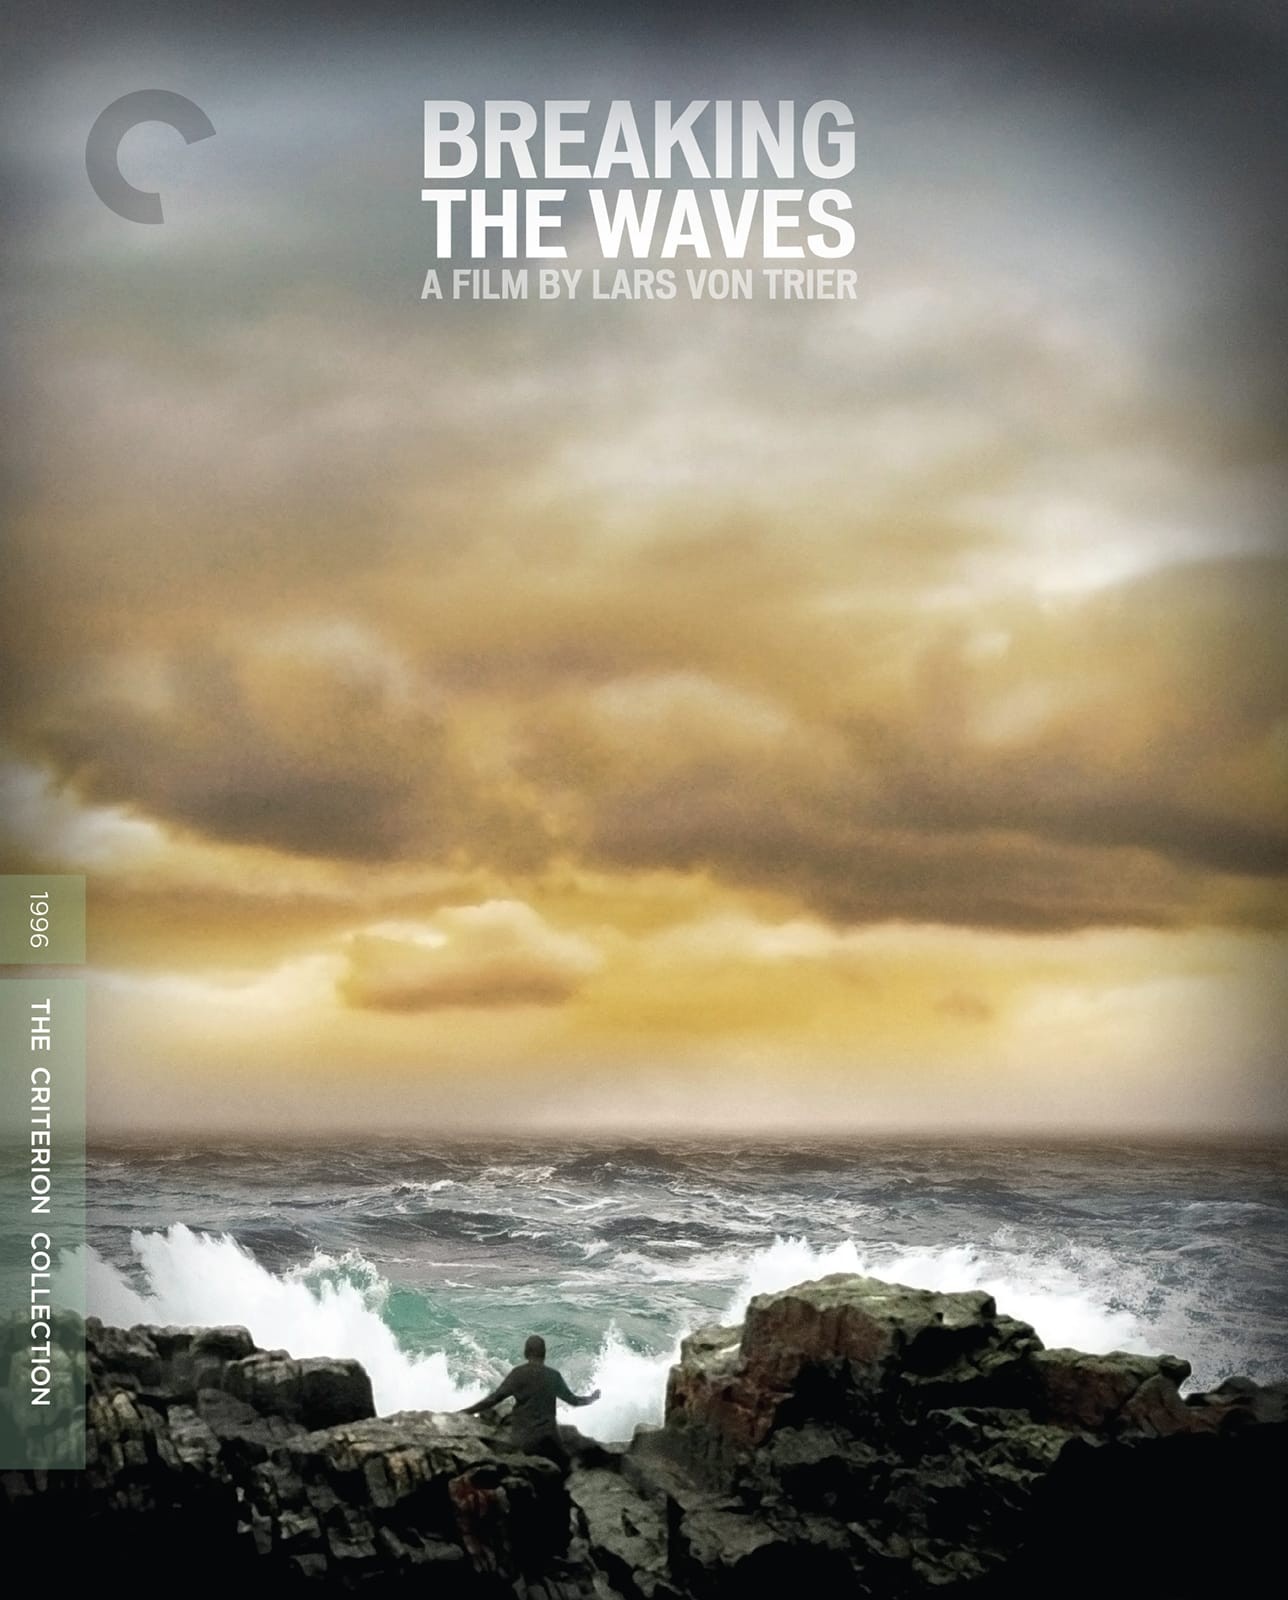 BREAKING
THE WAVES
A FILM BY LARS VON TRIER
1996
THE CRITERION COLLECTION